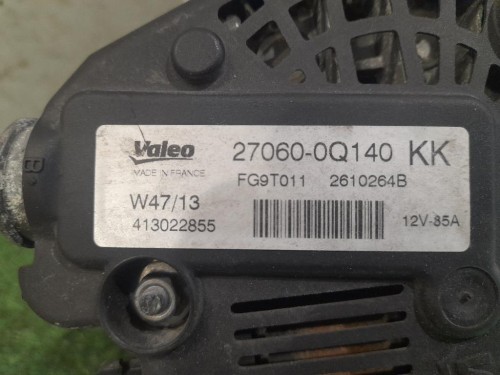 Valeo 27060-0Q140 KK
MADE IN FRANCE FG9T011 2610264B
W47/13
413022855 12V-85A
B+